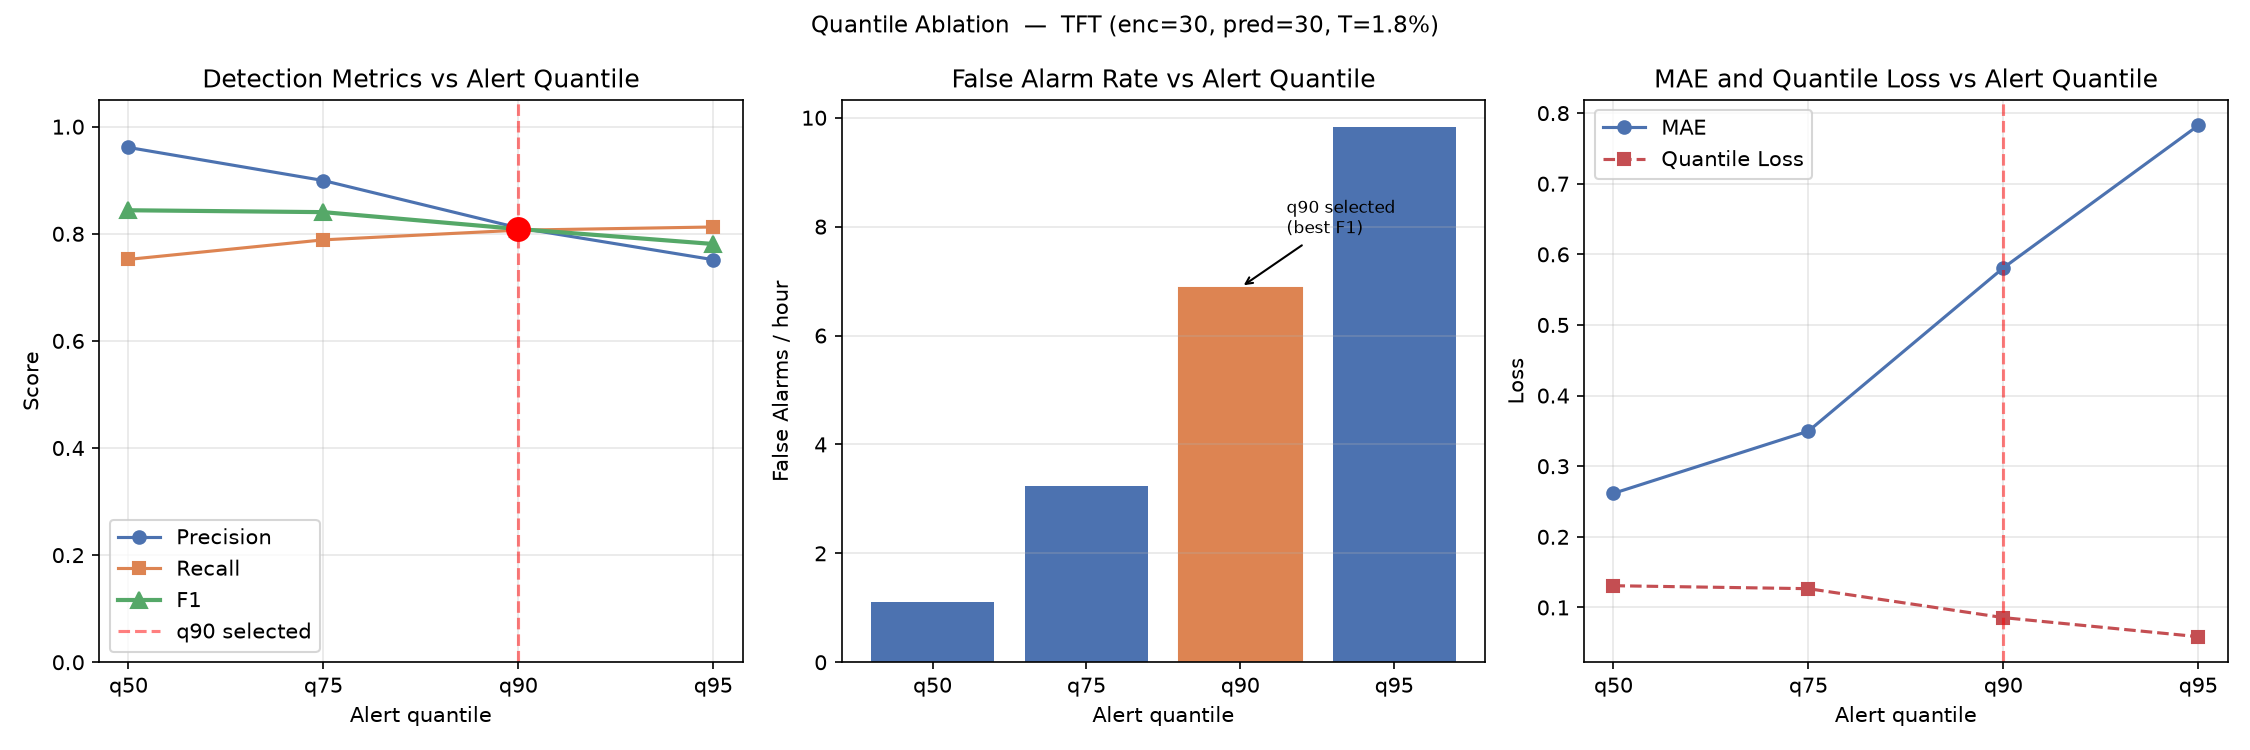 Quantile Ablation — TFT (enc=30, pred=30, T=1.8%)
Detection Metrics vs Alert Quantile
1.0
0.8
0.6
0.4
0.2
0.0
Score
Precision
Recall
F1
q90 selected
q50
q75
q90
q95
Alert quantile
False Alarm Rate vs Alert Quantile
10
8
6
4
2
0
False Alarms / hour
q90 selected
(best F1)
q50
q75
q90
q95
Alert quantile
MAE and Quantile Loss vs Alert Quantile
0.8
0.7
0.6
0.5
0.4
0.3
0.2
0.1
Loss
MAE
Quantile Loss
q50
q75
q90
q95
Alert quantile